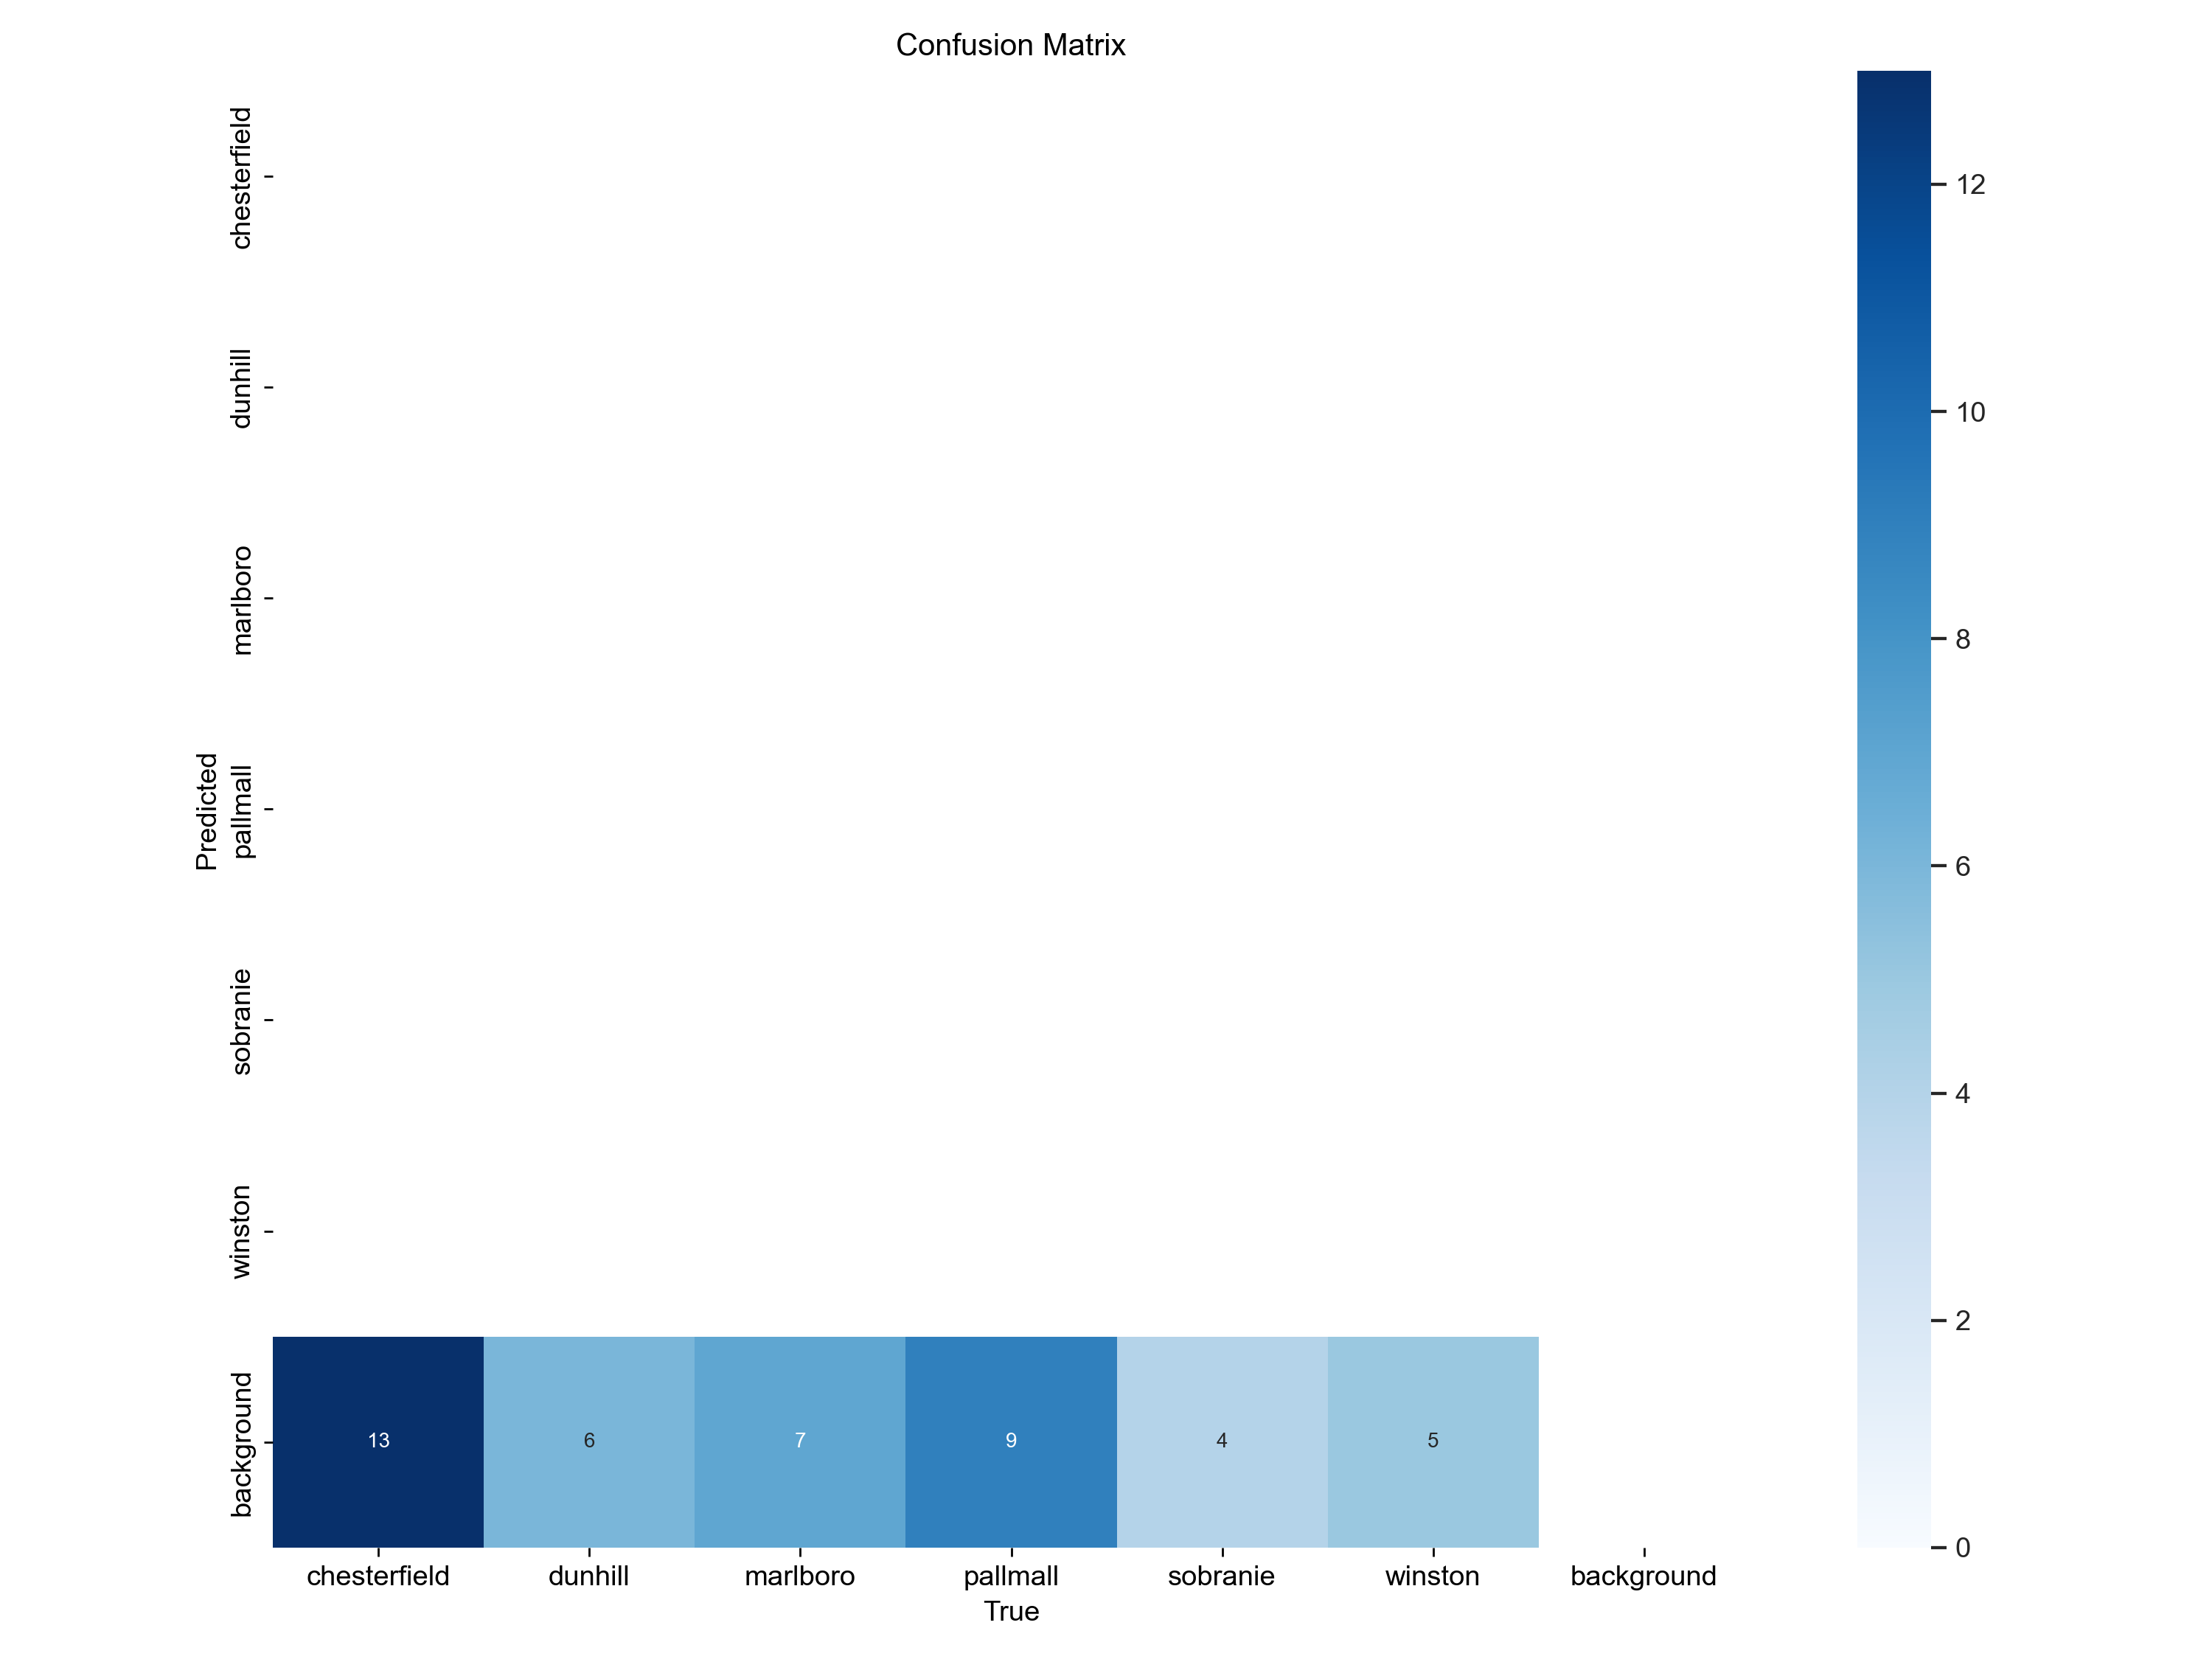 Confusion Matrix
chesterfield
dunhill
marlboro
pallmall
sobranie
winston
background
Predicted
13 6 7 9 4 5
chesterfield dunhill marlboro pallmall sobranie winston background
True
12
10
8
6
4
2
0